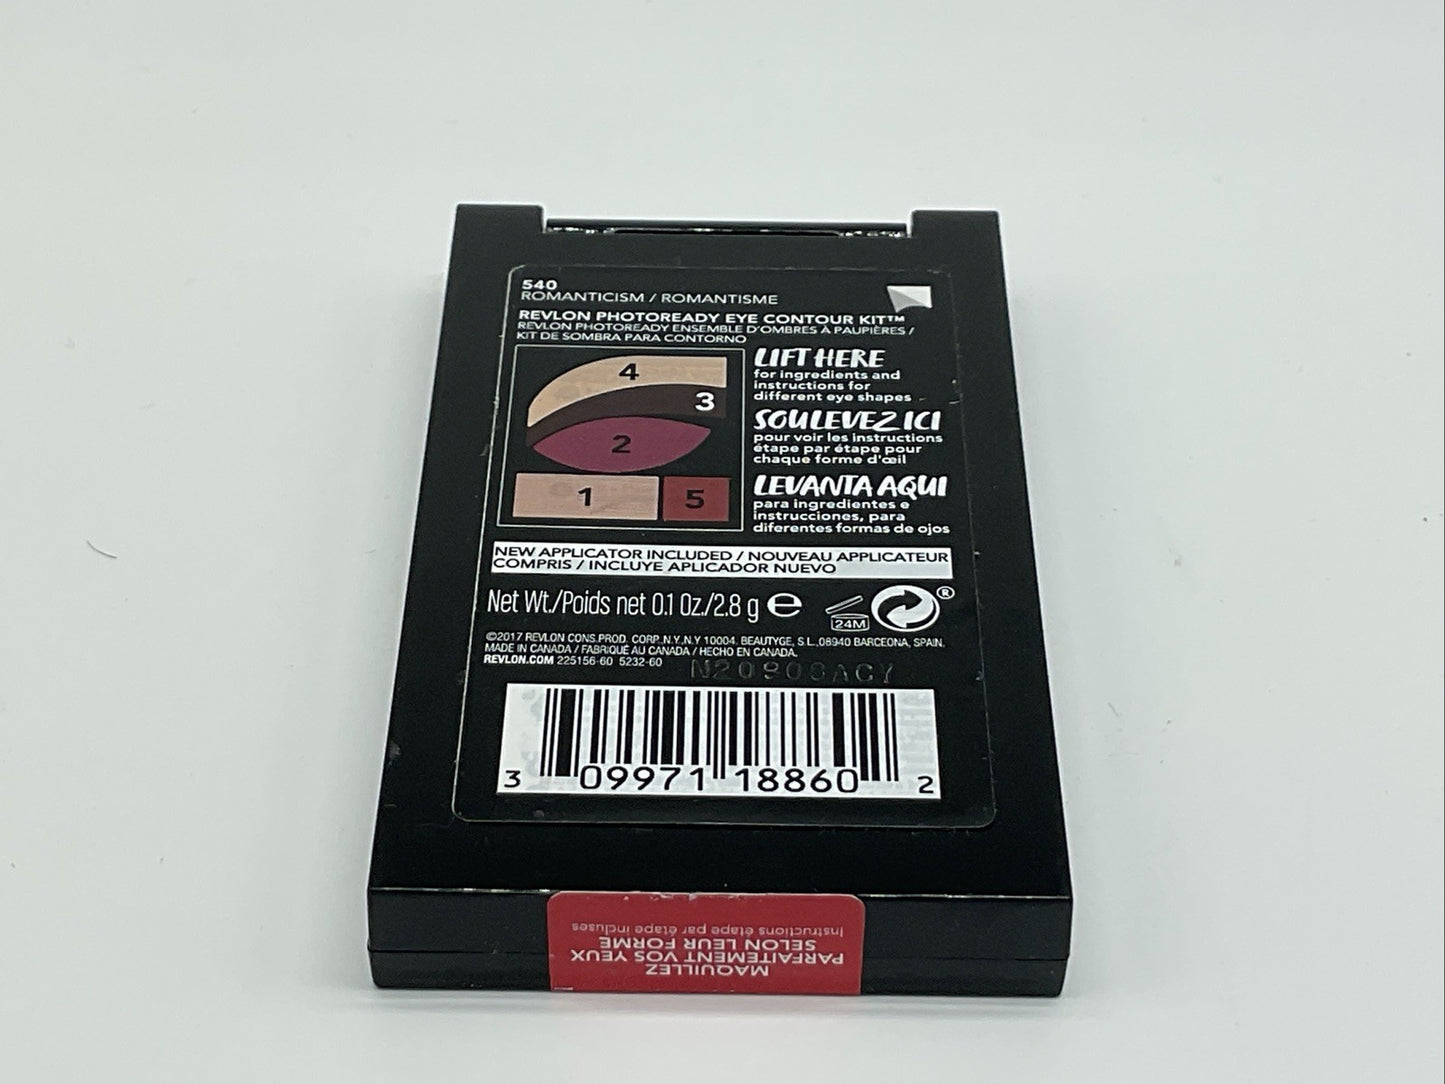 540
ROMANTICISM / ROMANTISME
REVLON PHOTOREADY EYE CONTOUR KIT™
REVLON PHOTOREADY ENSEMBLE D'OMBRES À PAUPIÈRES /
KIT DE SOMBRA PARA CONTORNO
4
3
2
1
5
LIFT HERE
for ingredients and
instructions for
different eye shapes
SOULEVEZ ICI
pour voir les instructions
étape par étape pour
chaque forme d'œil
LEVANTA AQUI
para ingredientes e
instrucciones, para
diferentes formas de ojos
NEW APPLICATOR INCLUDED / NOUVEAU APPLICATEUR
COMPRIS / INCLUYE APLICADOR NUEVO
Net Wt./Poids net 0.1 Oz./2.8 g e
24M
®
©2017 REVLON CONS.PROD. CORP.,N.Y.,N.Y 10004. BEAUTYGE, S.L.,08940 BARCEONA, SPAIN.
MADE IN CANADA / FABRIQUÉ AU CANADA / HECHO EN CANADA.
REVLON.COM 225156-60 5232-60
3 09971 18860 2
MAQUILLEZ
PARFAITEMENT VOS YEUX
SELON LEUR FORME
Instructions étape par étape incluses